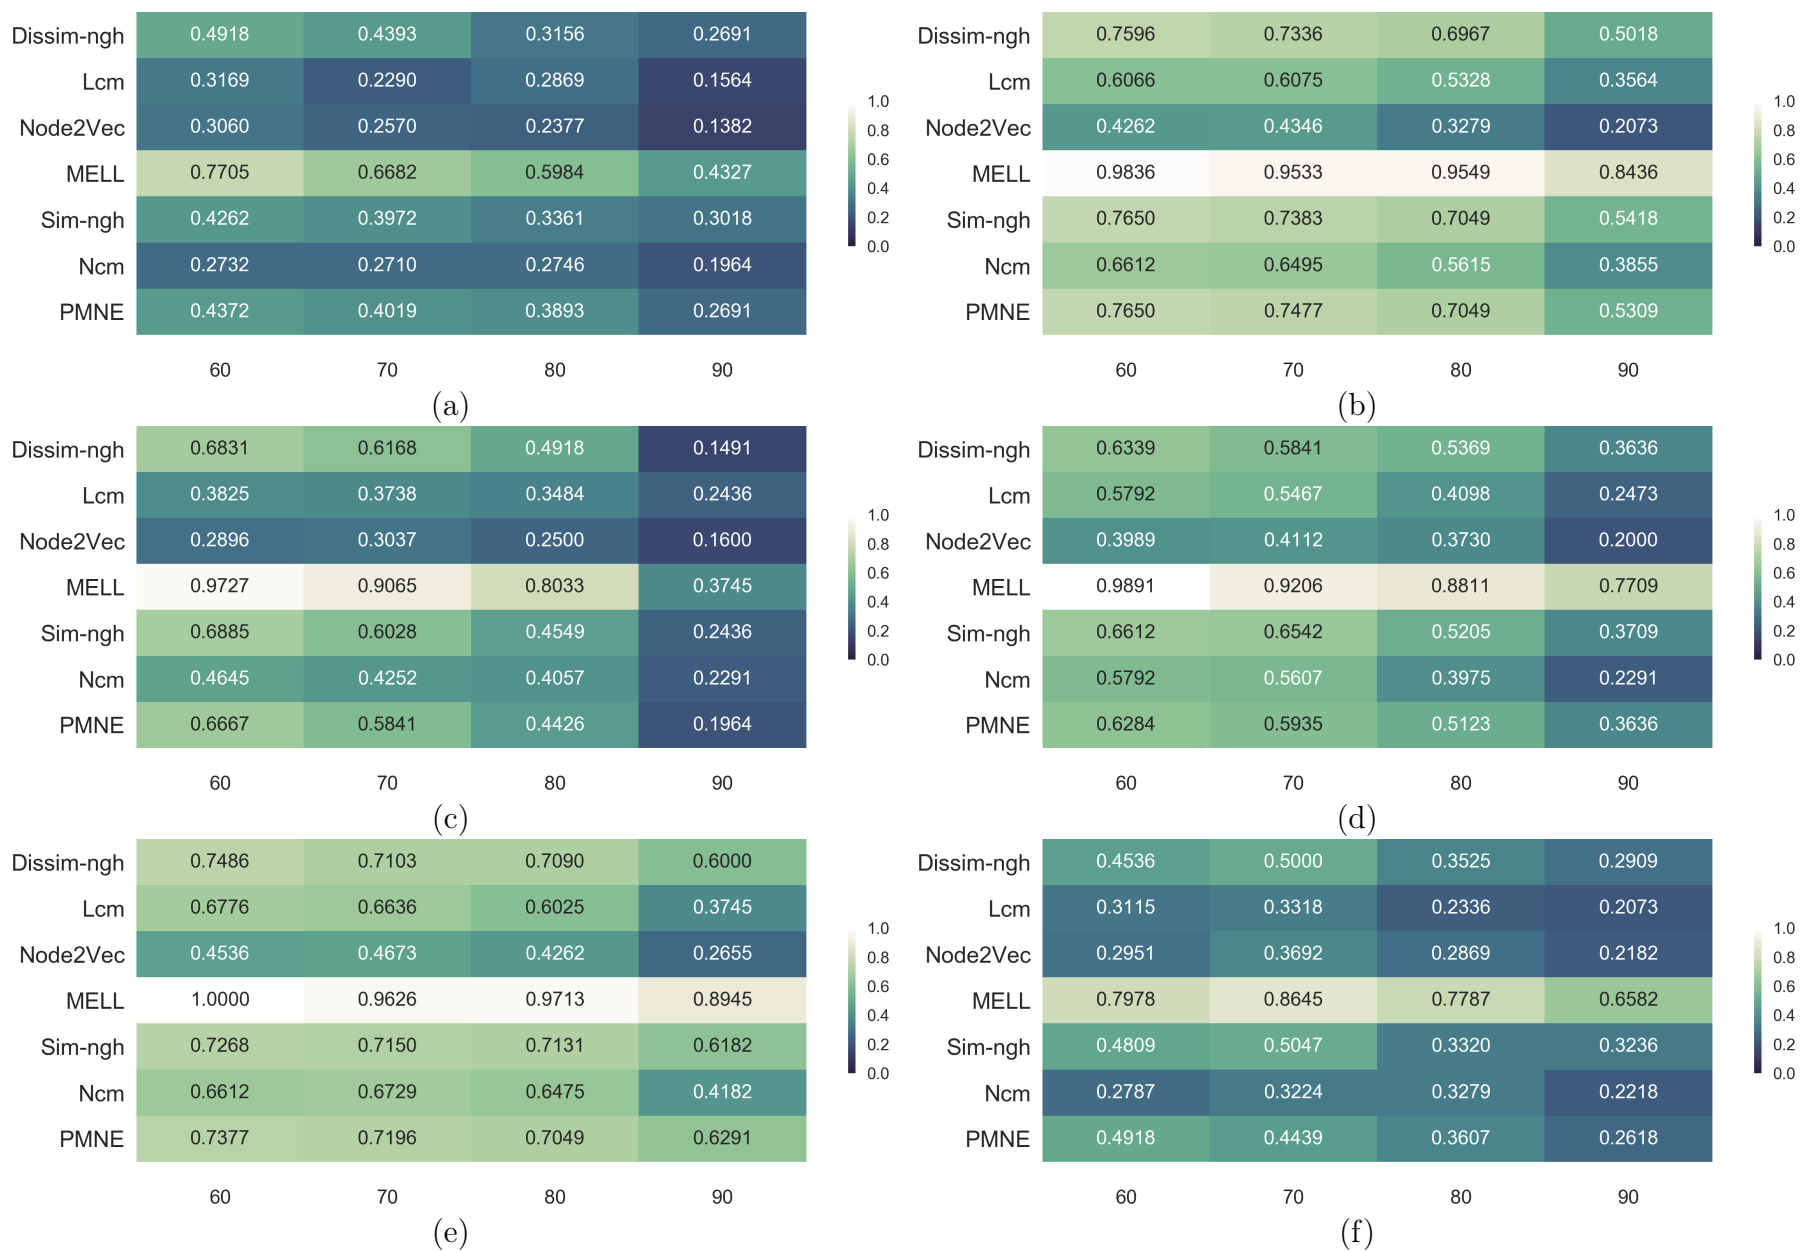 Dissim-ngh 0.4918 0.4393 0.3156 0.2691
Lcm 0.3169 0.2290 0.2869 0.1564
Node2Vec 0.3060 0.2570 0.2377 0.1382
MELL 0.7705 0.6682 0.5984 0.4327
Sim-ngh 0.4262 0.3972 0.3361 0.3018
Ncm 0.2732 0.2710 0.2746 0.1964
PMNE 0.4372 0.4019 0.3893 0.2691
60 70 80 90
1.0
0.8
0.6
0.4
0.2
0.0
(a)
Dissim-ngh 0.7596 0.7336 0.6967 0.5018
Lcm 0.6066 0.6075 0.5328 0.3564
Node2Vec 0.4262 0.4346 0.3279 0.2073
MELL 0.9836 0.9533 0.9549 0.8436
Sim-ngh 0.7650 0.7383 0.7049 0.5418
Ncm 0.6612 0.6495 0.5615 0.3855
PMNE 0.7650 0.7477 0.7049 0.5309
60 70 80 90
1.0
0.8
0.6
0.4
0.2
0.0
(b)
Dissim-ngh 0.6831 0.6168 0.4918 0.1491
Lcm 0.3825 0.3738 0.3484 0.2436
Node2Vec 0.2896 0.3037 0.2500 0.1600
MELL 0.9727 0.9065 0.8033 0.3745
Sim-ngh 0.6885 0.6028 0.4549 0.2436
Ncm 0.4645 0.4252 0.4057 0.2291
PMNE 0.6667 0.5841 0.4426 0.1964
60 70 80 90
1.0
0.8
0.6
0.4
0.2
0.0
(c)
Dissim-ngh 0.6339 0.5841 0.5369 0.3636
Lcm 0.5792 0.5467 0.4098 0.2473
Node2Vec 0.3989 0.4112 0.3730 0.2000
MELL 0.9891 0.9206 0.8811 0.7709
Sim-ngh 0.6612 0.6542 0.5205 0.3709
Ncm 0.5792 0.5607 0.3975 0.2291
PMNE 0.6284 0.5935 0.5123 0.3636
60 70 80 90
1.0
0.8
0.6
0.4
0.2
0.0
(d)
Dissim-ngh 0.7486 0.7103 0.7090 0.6000
Lcm 0.6776 0.6636 0.6025 0.3745
Node2Vec 0.4536 0.4673 0.4262 0.2655
MELL 1.0000 0.9626 0.9713 0.8945
Sim-ngh 0.7268 0.7150 0.7131 0.6182
Ncm 0.6612 0.6729 0.6475 0.4182
PMNE 0.7377 0.7196 0.7049 0.6291
60 70 80 90
1.0
0.8
0.6
0.4
0.2
0.0
(e)
Dissim-ngh 0.4536 0.5000 0.3525 0.2909
Lcm 0.3115 0.3318 0.2336 0.2073
Node2Vec 0.2951 0.3692 0.2869 0.2182
MELL 0.7978 0.8645 0.7787 0.6582
Sim-ngh 0.4809 0.5047 0.3320 0.3236
Ncm 0.2787 0.3224 0.3279 0.2218
PMNE 0.4918 0.4439 0.3607 0.2618
60 70 80 90
1.0
0.8
0.6
0.4
0.2
0.0
(f)